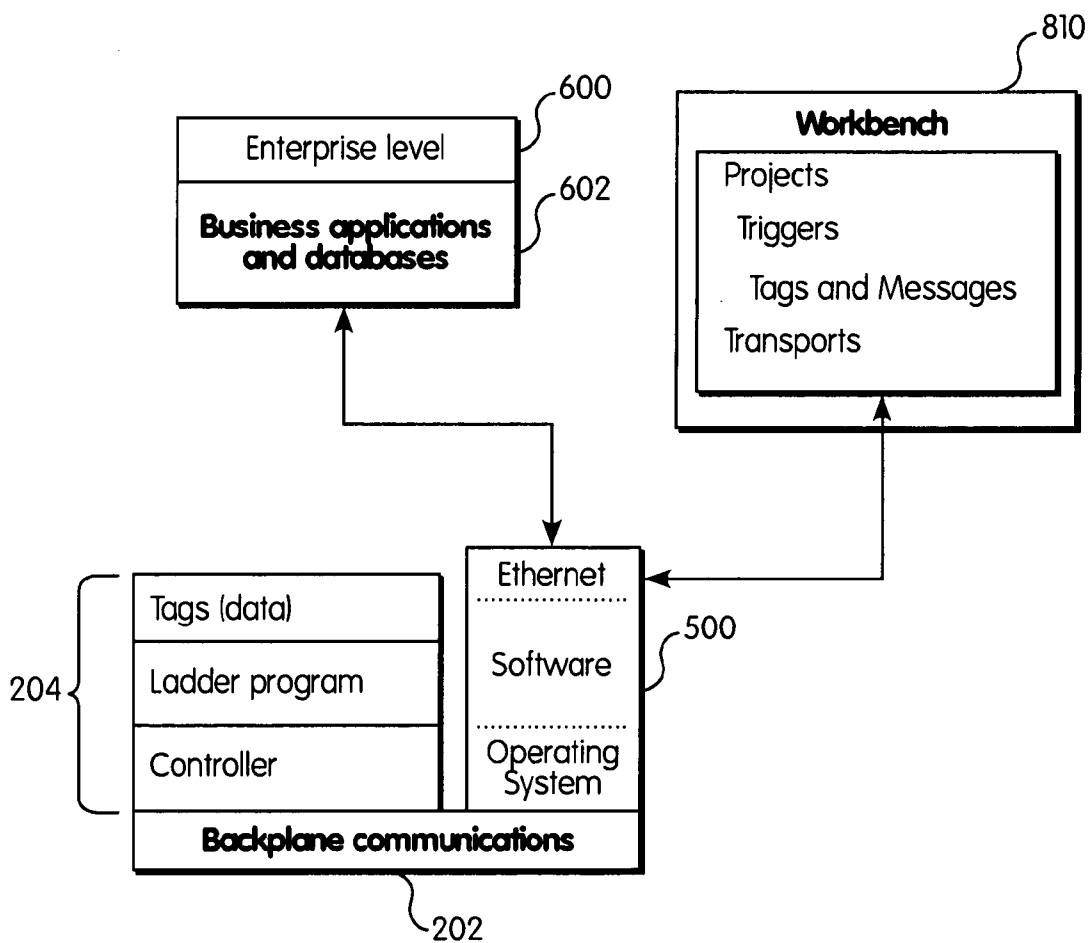 810
600
Enterprise level
602
Business applications
and databases
Workbench
Projects
Triggers
Tags and Messages
Transports
204
Tags (data)
Ladder program
Controller
Ethernet
Software
Operating
System
500
Backplane communications
202